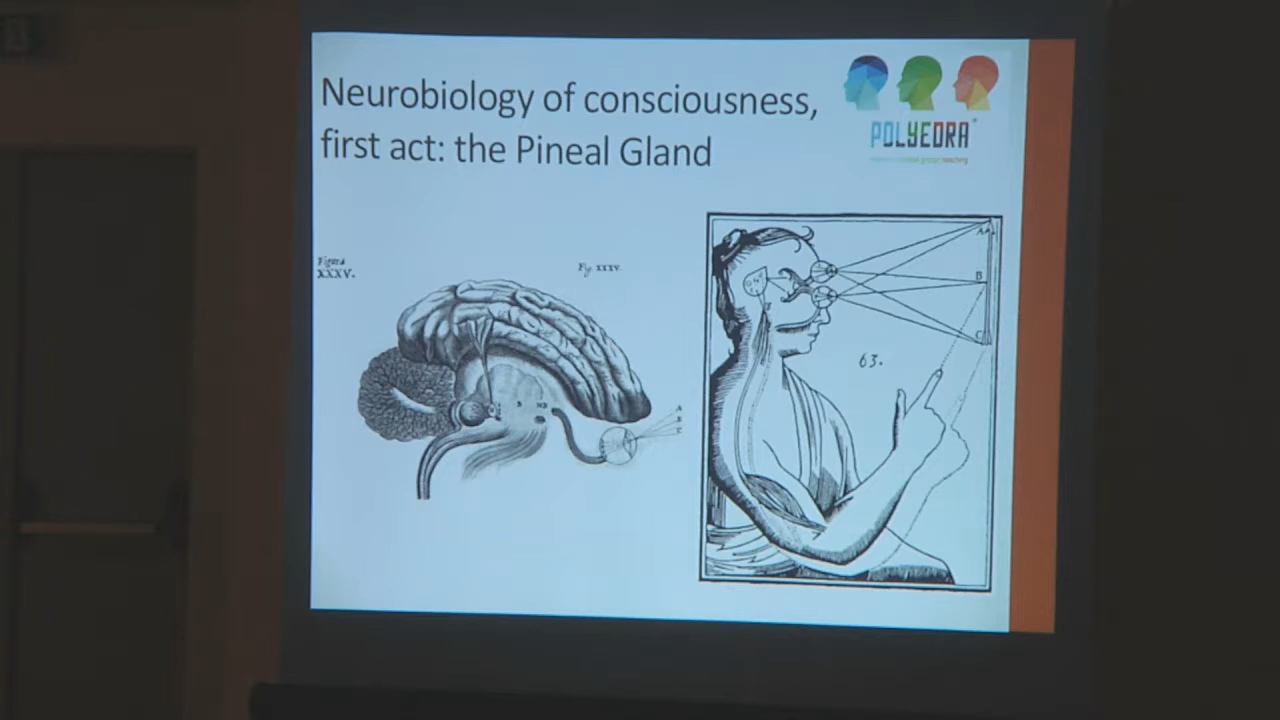 Neurobiology of consciousness,
first act: the Pineal Gland
POLYEDRA
Figura
XXXV.
Fig XXXV.
A
B
C
63.